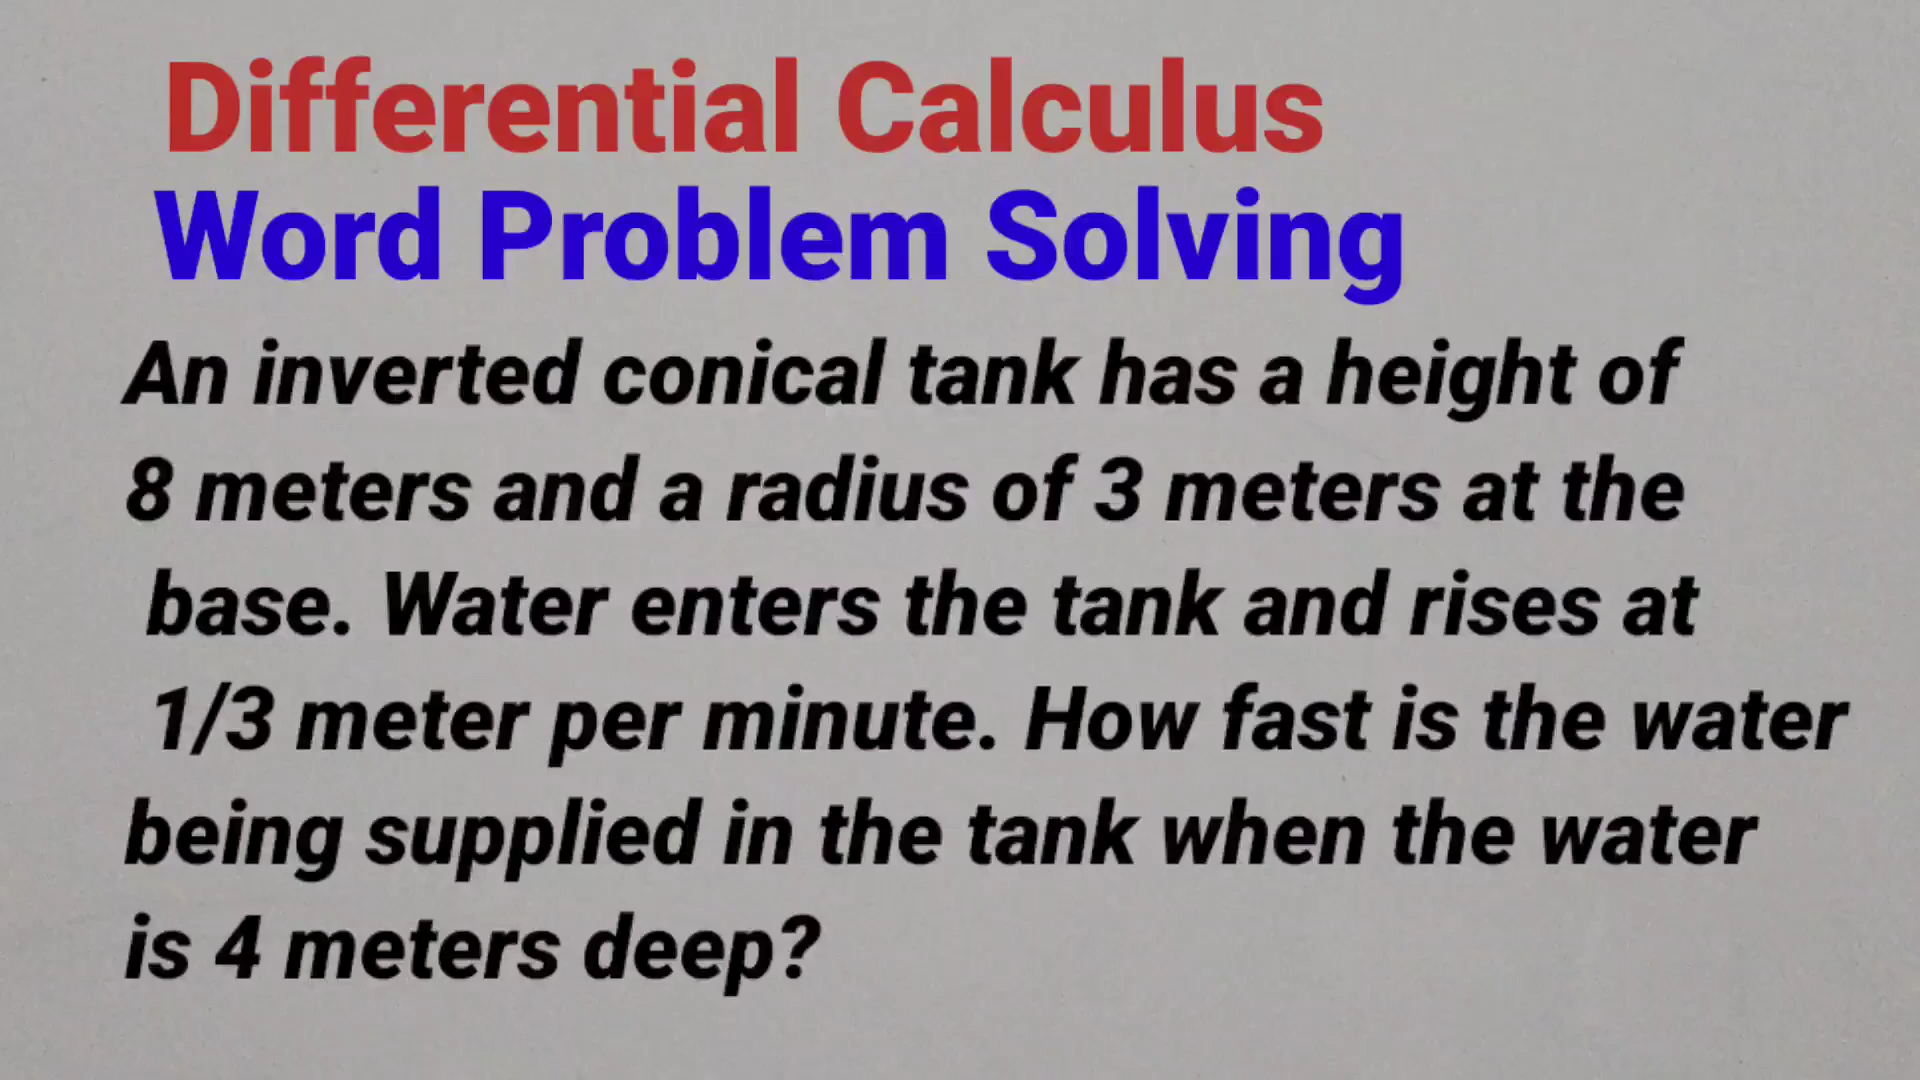 Differential Calculus
Word Problem Solving
An inverted conical tank has a height of
8 meters and a radius of 3 meters at the
base. Water enters the tank and rises at
1/3 meter per minute. How fast is the water
being supplied in the tank when the water
is 4 meters deep?